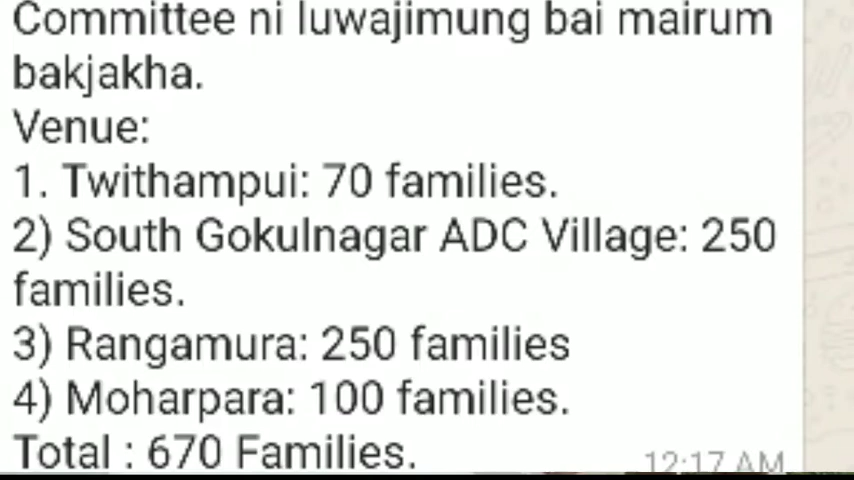 Committee ni luwajimung bai mairum
bakjakha.
Venue:
1. Twithampui: 70 families.
2) South Gokulnagar ADC Village: 250
families.
3) Rangamura: 250 families
4) Moharpara: 100 families.
Total : 670 Families.
12:17 AM